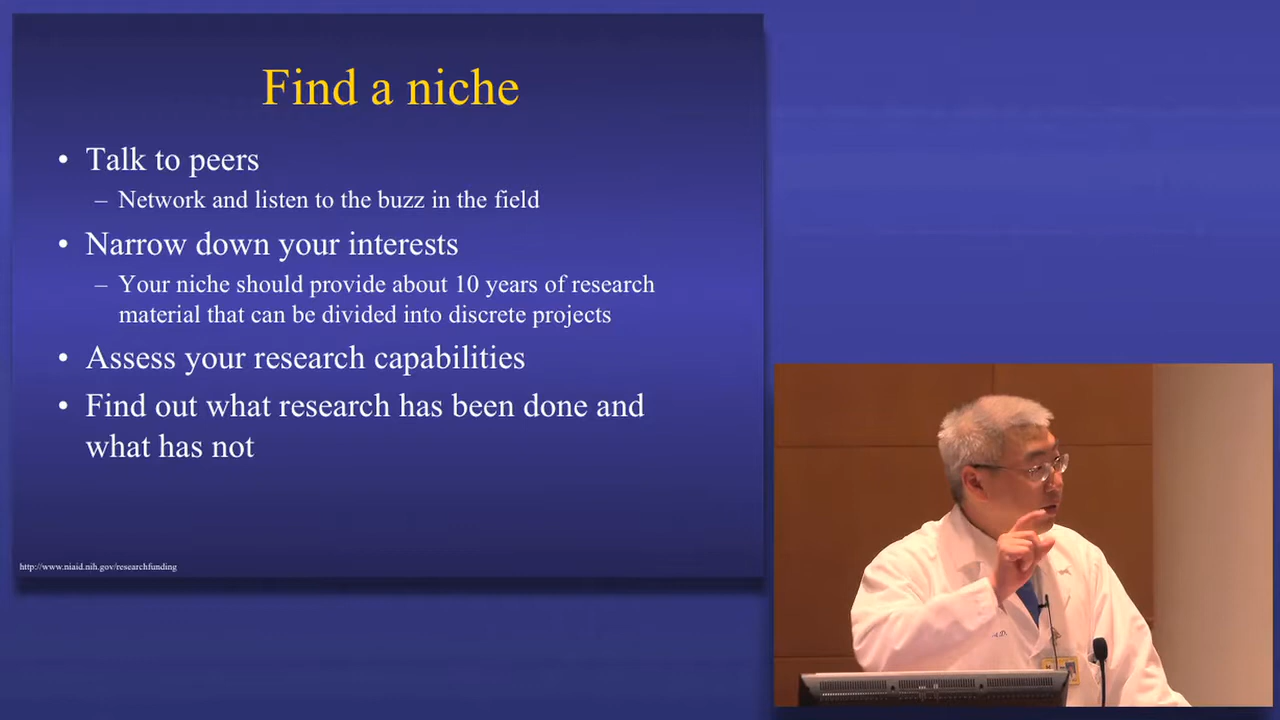 Find a niche
• Talk to peers
– Network and listen to the buzz in the field
• Narrow down your interests
– Your niche should provide about 10 years of research
material that can be divided into discrete projects
• Assess your research capabilities
• Find out what research has been done and
what has not
http://www.niaid.nih.gov/researchfunding